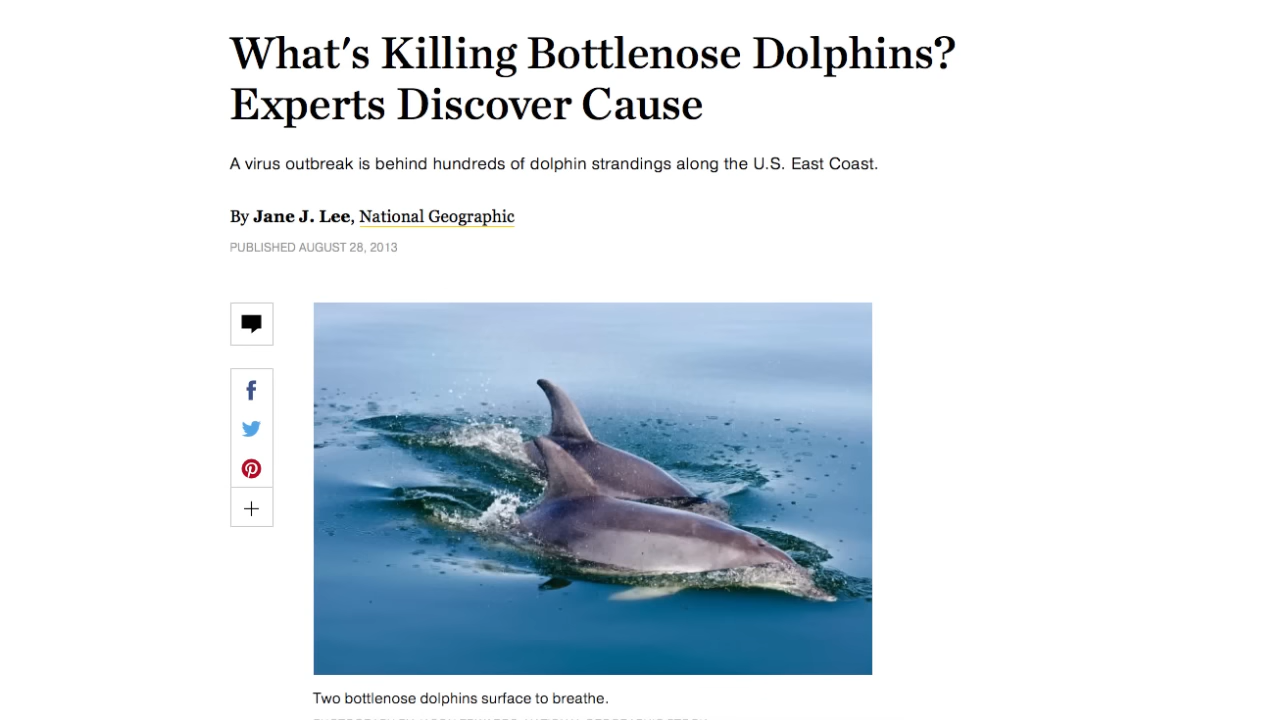 What's Killing Bottlenose Dolphins?
Experts Discover Cause
A virus outbreak is behind hundreds of dolphin strandings along the U.S. East Coast.
By Jane J. Lee, National Geographic
PUBLISHED AUGUST 28, 2013
Two bottlenose dolphins surface to breathe.